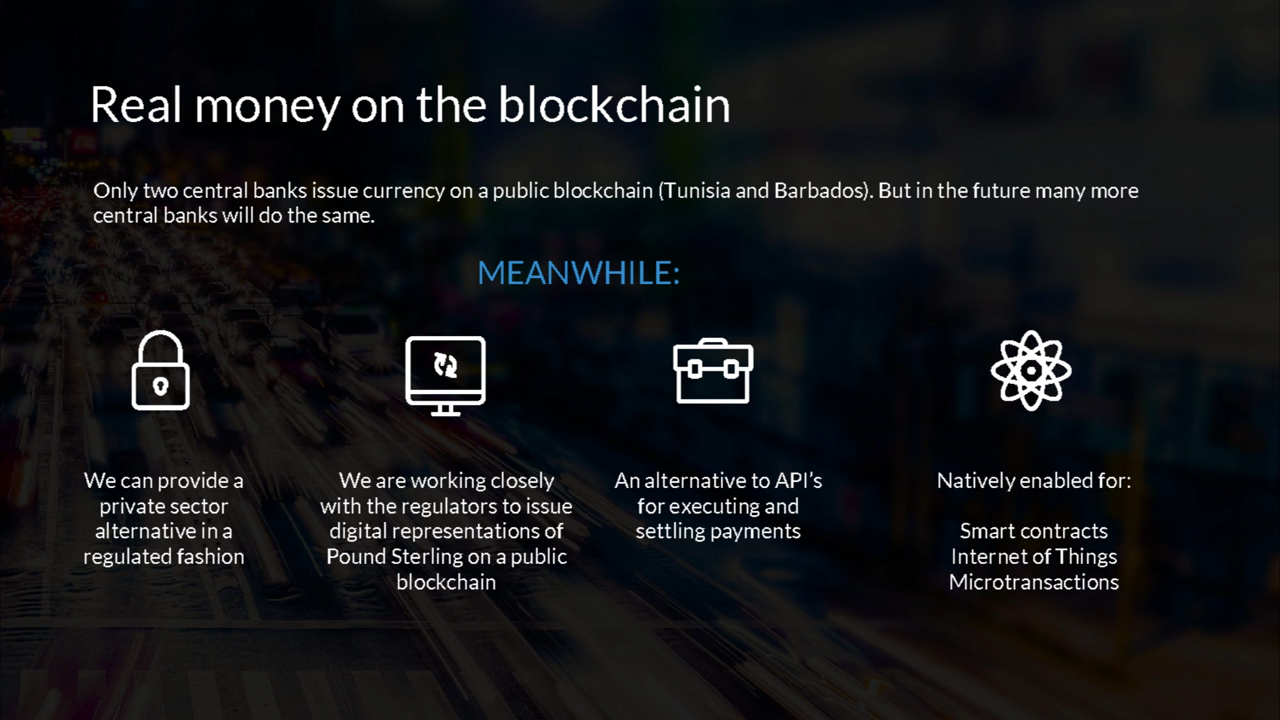 Real money on the blockchain
Only two central banks issue currency on a public blockchain (Tunisia and Barbados). But in the future many more
central banks will do the same.
MEANWHILE:
We can provide a
private sector
alternative in a
regulated fashion
We are working closely
with the regulators to issue
digital representations of
Pound Sterling on a public
blockchain
An alternative to API's
for executing and
settling payments
Natively enabled for:
Smart contracts
Internet of Things
Microtransactions